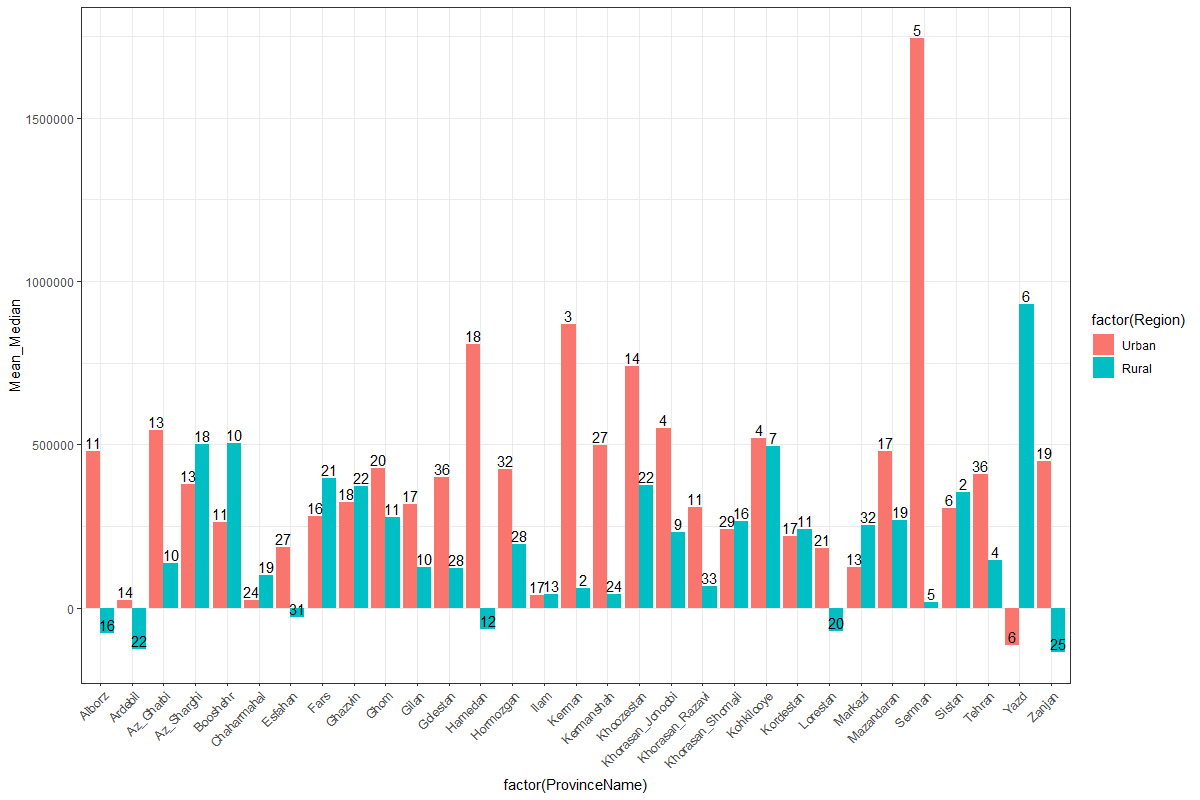 5
1500000
1000000
6
3
18
14
13
4
4
7
500000
11
18
10
27
17
19
13
20
36
32
36
21
22
22
16
18
17
11
6
2
11
29
16
19
32
27
28
9
17
11
21
10
10
28
13
4
24
19
33
14
17
13
2
24
5
0
16
22
31
12
20
6
25
Mean_Median
Alborz
Ardebil
Az_Gharbi
Az_Sharghi
Booshehr
Chaharmahal
Esfahan
Fars
Ghazvin
Ghom
Gilan
Golestan
Hamedan
Hormozgan
Ilam
Kerman
Kermanshah
Khoozestan
Khorasan_Jonoobi
Khorasan_Razavi
Khorasan_Shomali
Kohkilooye
Kordestan
Lorestan
Markazi
Mazandaran
Semnan
Sistan
Tehran
Yazd
Zanjan
factor(ProvinceName)
factor(Region)
Urban
Rural